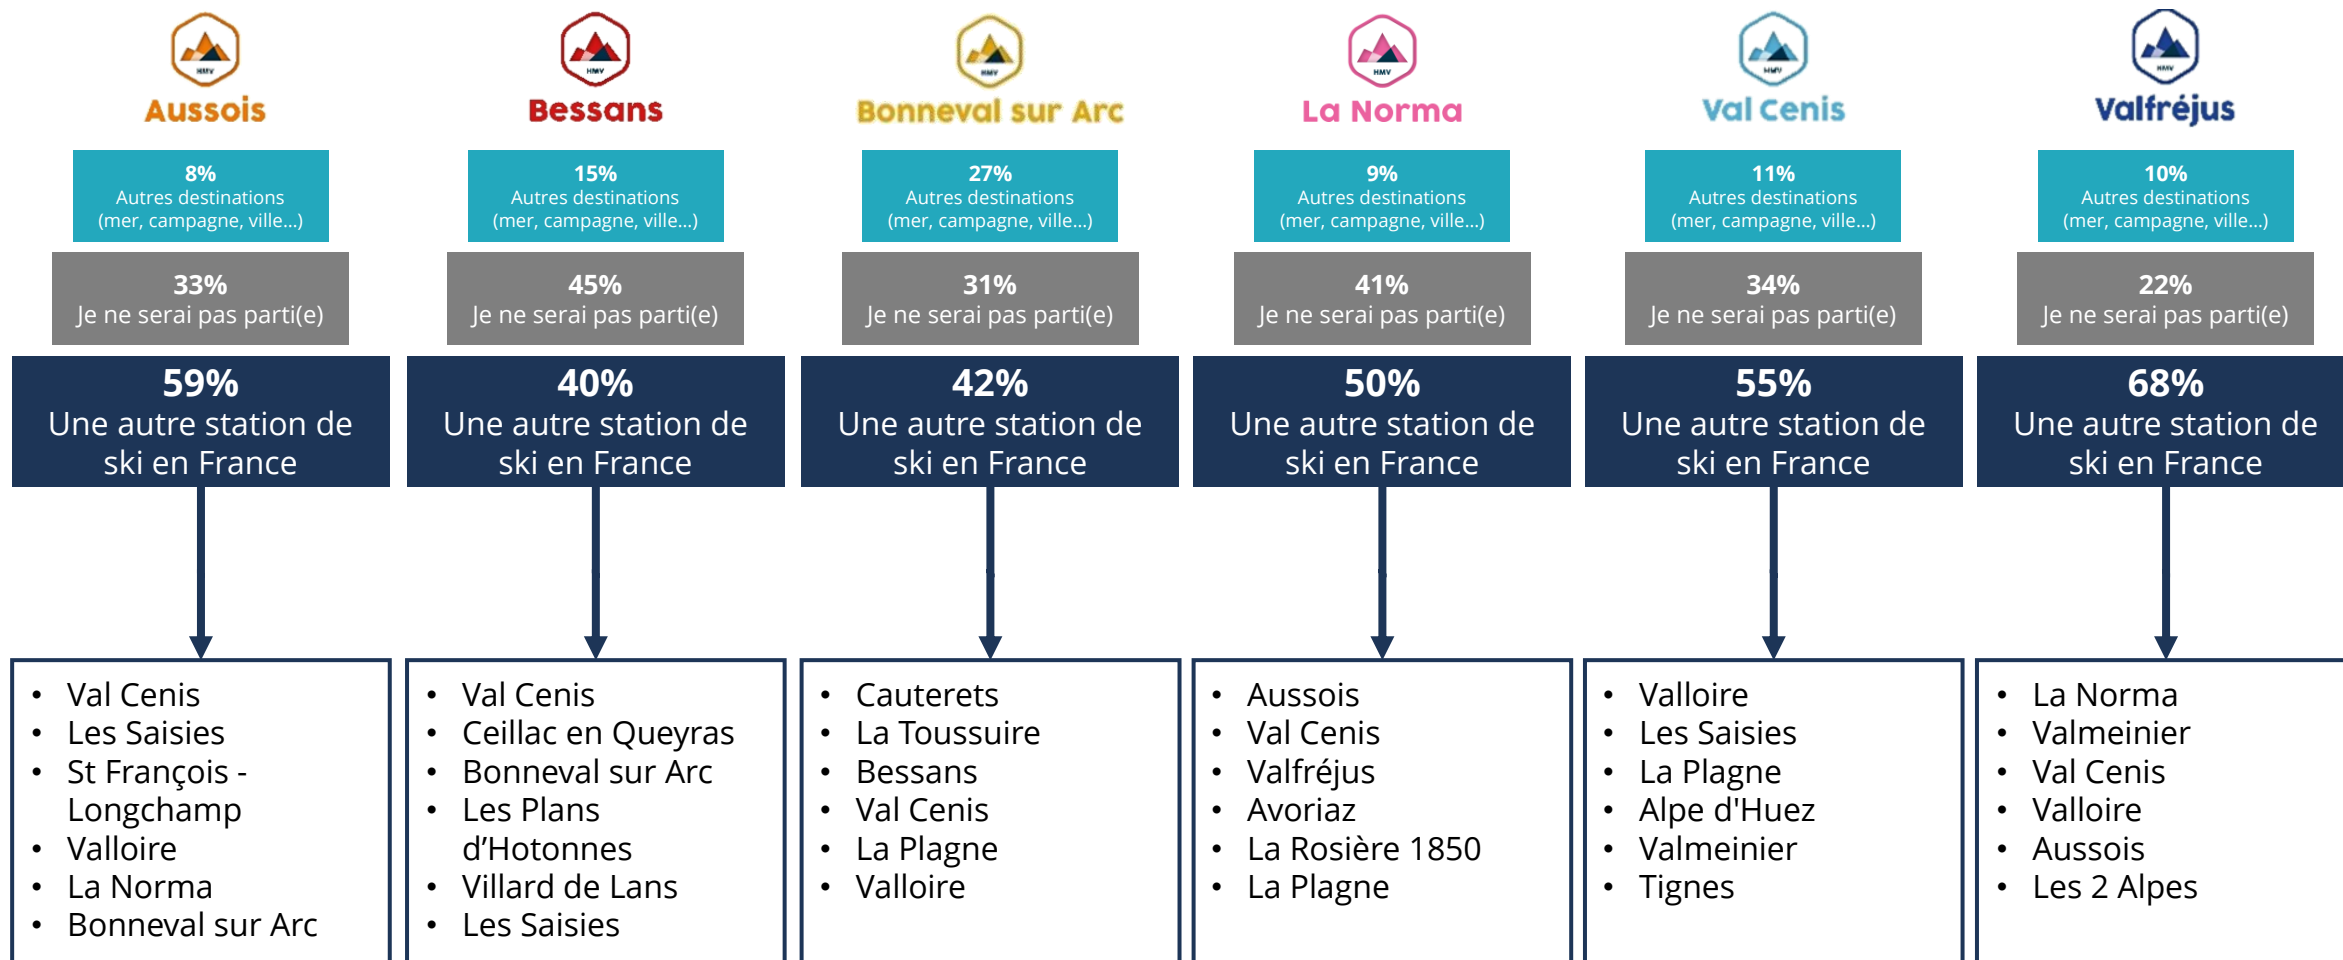 HMV
Aussois
8%
Autres destinations
(mer, campagne, ville...)
33%
Je ne serai pas parti(e)
59%
Une autre station de
ski en France
• Val Cenis
• Les Saisies
• St François -
Longchamp
• Valloire
• La Norma
• Bonneval sur Arc
HMV
Bessans
15%
Autres destinations
(mer, campagne, ville...)
45%
Je ne serai pas parti(e)
40%
Une autre station de
ski en France
• Val Cenis
• Ceillac en Queyras
• Bonneval sur Arc
• Les Plans
d’Hotonnes
• Villard de Lans
• Les Saisies
HMV
Bonneval sur Arc
27%
Autres destinations
(mer, campagne, ville...)
31%
Je ne serai pas parti(e)
42%
Une autre station de
ski en France
• Cauterets
• La Toussuire
• Bessans
• Val Cenis
• La Plagne
• Valloire
HMV
La Norma
9%
Autres destinations
(mer, campagne, ville...)
41%
Je ne serai pas parti(e)
50%
Une autre station de
ski en France
• Aussois
• Val Cenis
• Valfréjus
• Avoriaz
• La Rosière 1850
• La Plagne
HMV
Val Cenis
11%
Autres destinations
(mer, campagne, ville...)
34%
Je ne serai pas parti(e)
55%
Une autre station de
ski en France
• Valloire
• Les Saisies
• La Plagne
• Alpe d'Huez
• Valmeinier
• Tignes
HMV
Valfréjus
10%
Autres destinations
(mer, campagne, ville...)
22%
Je ne serai pas parti(e)
68%
Une autre station de
ski en France
• La Norma
• Valmeinier
• Val Cenis
• Valloire
• Aussois
• Les 2 Alpes